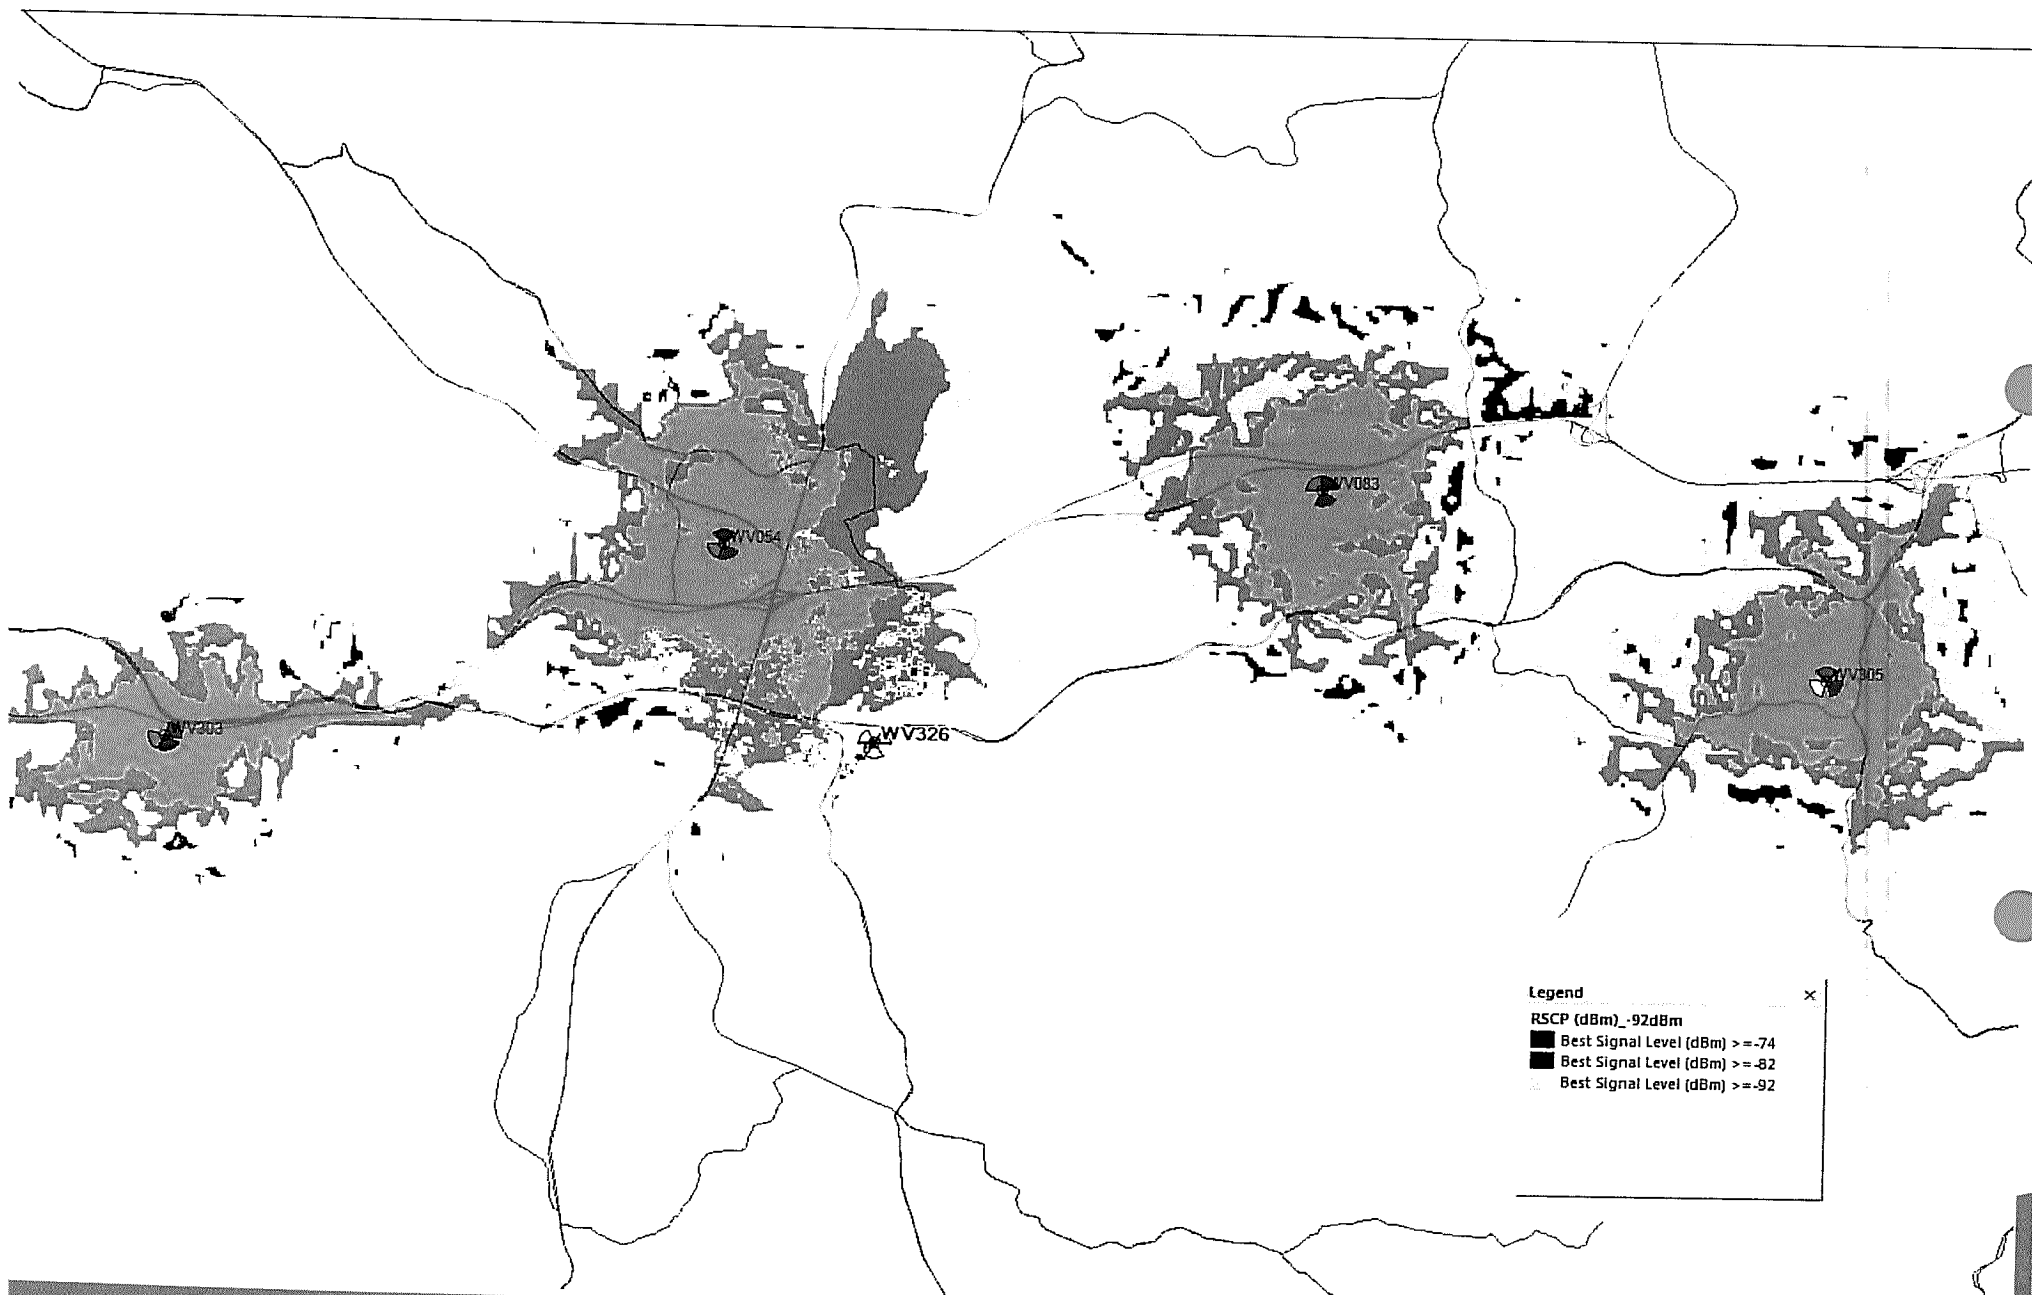 WV083
WV054
WV305
WV303
WV326
Legend
RSCP (dBm)_-92dBm
Best Signal Level (dBm) >=-74
Best Signal Level (dBm) >=-82
Best Signal Level (dBm) >=-92